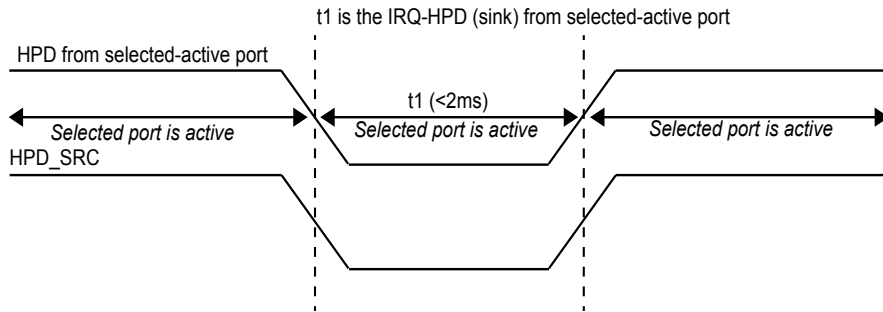 t1 is the IRQ-HPD (sink) from selected-active port
HPD from selected-active port
t1 (<2ms)
Selected port is active
Selected port is active
Selected port is active
HPD_SRC